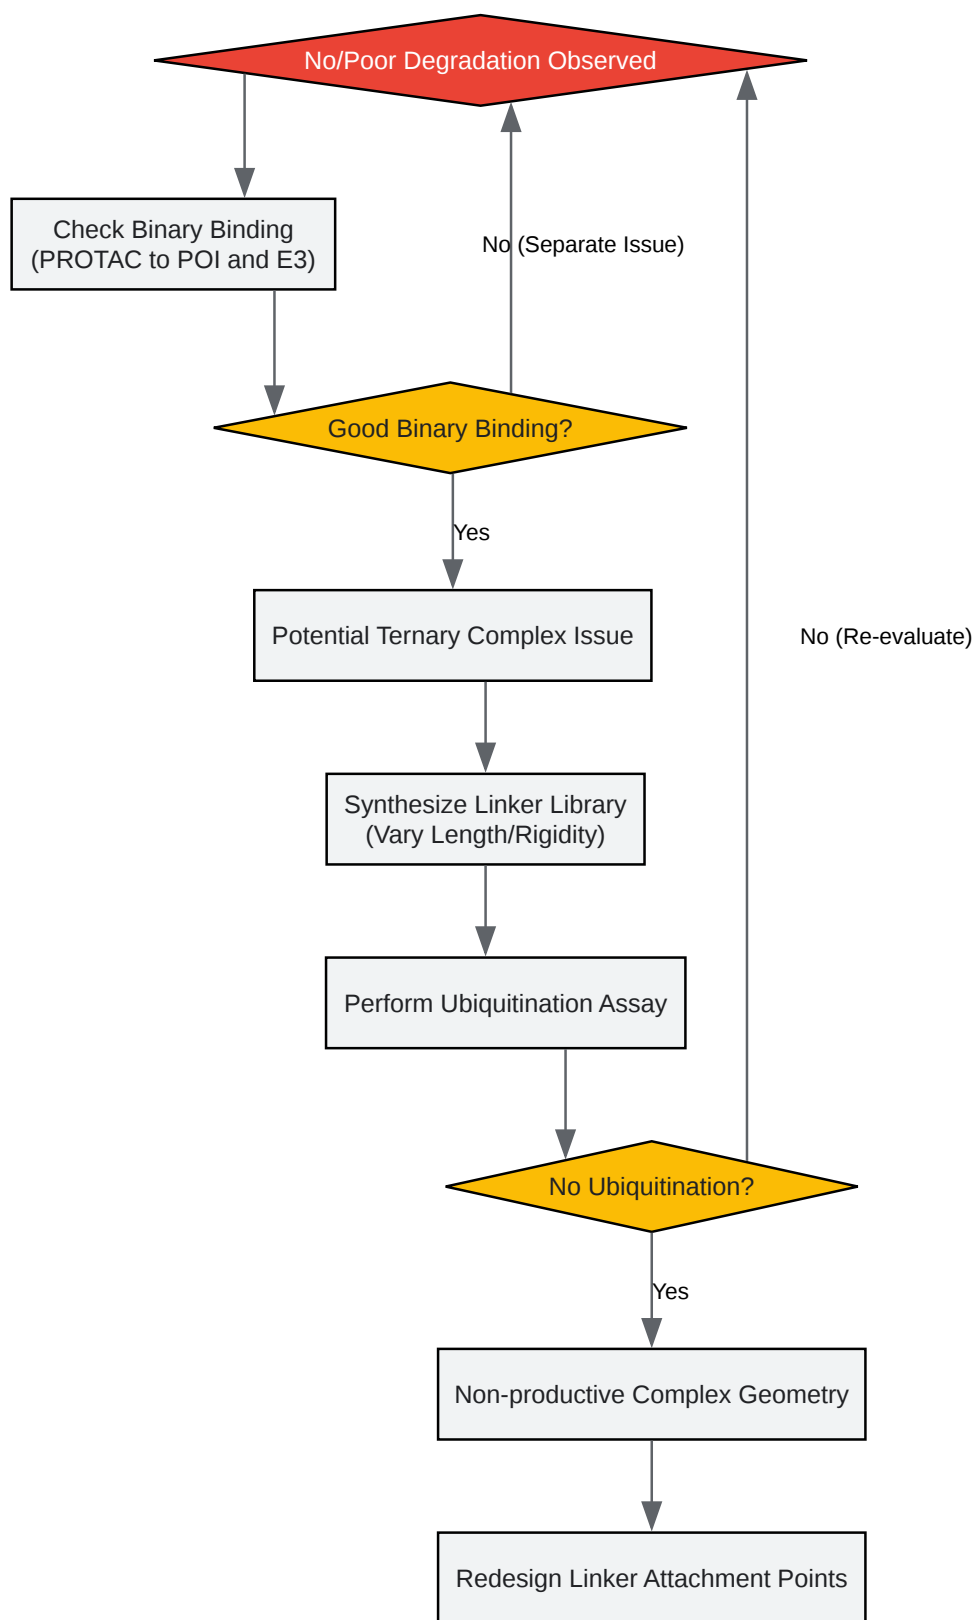 No/Poor Degradation Observed
Check Binary Binding
(PROTAC to POI and E3)
No (Separate Issue)
Good Binary Binding?
Yes
Potential Ternary Complex Issue
No (Re-evaluate)
Synthesize Linker Library
(Vary Length/Rigidity)
Perform Ubiquitination Assay
No Ubiquitination?
Yes
Non-productive Complex Geometry
Redesign Linker Attachment Points